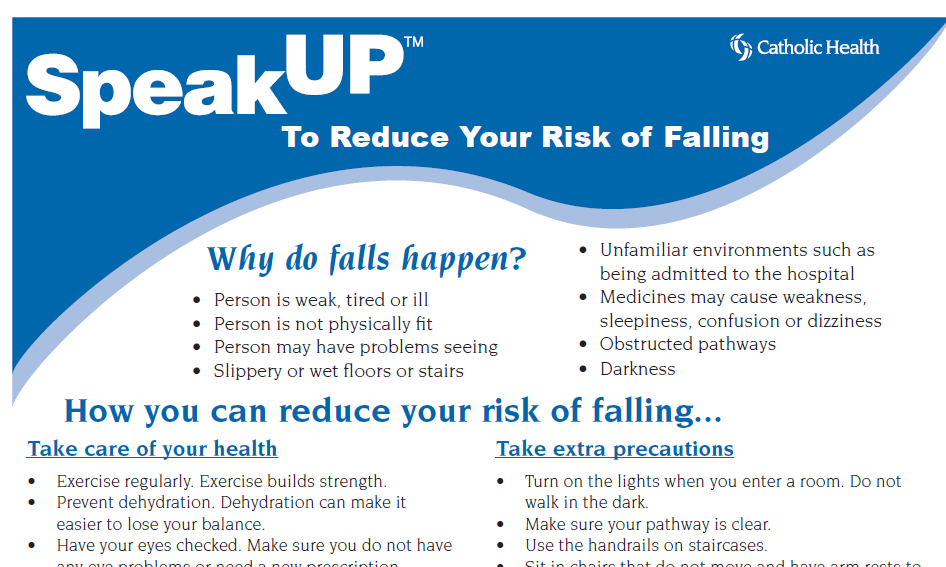 SpeakUP™
Catholic Health
To Reduce Your Risk of Falling
Why do falls happen?
• Person is weak, tired or ill
• Person is not physically fit
• Person may have problems seeing
• Slippery or wet floors or stairs
• Unfamiliar environments such as
being admitted to the hospital
• Medicines may cause weakness,
sleepiness, confusion or dizziness
• Obstructed pathways
• Darkness
How you can reduce your risk of falling...
Take care of your health
• Exercise regularly. Exercise builds strength.
• Prevent dehydration. Dehydration can make it
easier to lose your balance.
• Have your eyes checked. Make sure you do not have
any eye problems or need a new prescription.
Take extra precautions
• Turn on the lights when you enter a room. Do not
walk in the dark.
• Make sure your pathway is clear.
• Use the handrails on staircases.
• Sit in chairs that do not move and have arm rests to